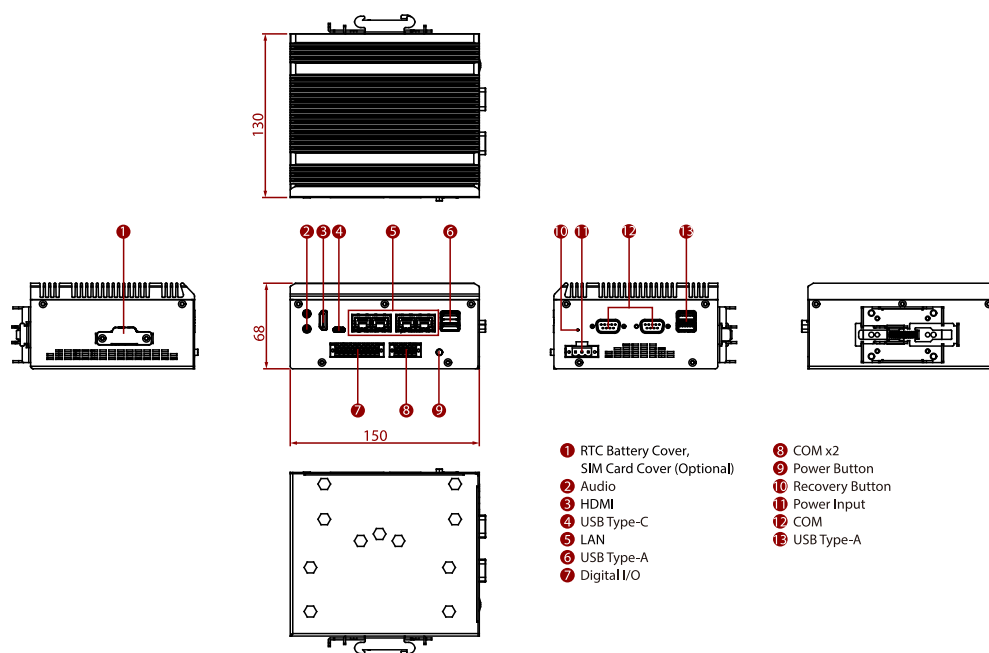 130
1
2
3
4
5
6
10
11
12
13
68
7
8
9
150
1 RTC Battery Cover,
SIM Card Cover (Optional)
2 Audio
3 HDMI
4 USB Type-C
5 LAN
6 USB Type-A
7 Digital I/O
8 COM x2
9 Power Button
10 Recovery Button
11 Power Input
12 COM
13 USB Type-A